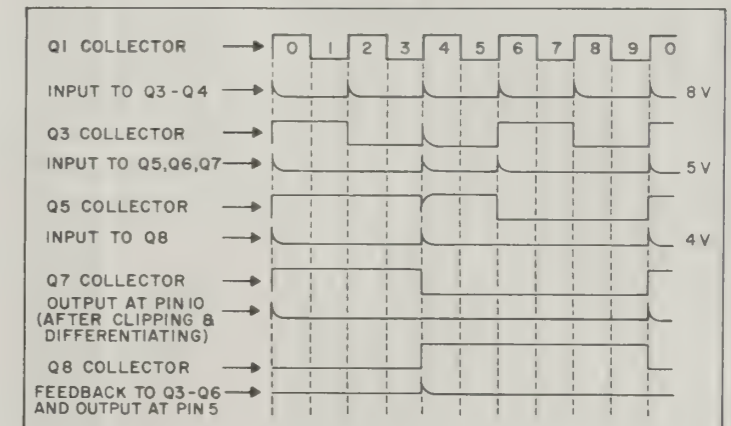 Q1 COLLECTOR 0 1 2 3 4 5 6 7 8 9 0
INPUT TO Q3-Q4 8 V
Q3 COLLECTOR
INPUT TO Q5,Q6,Q7 5 V
Q5 COLLECTOR
INPUT TO Q8 4 V
Q7 COLLECTOR
OUTPUT AT PIN 10
(AFTER CLIPPING &
DIFFERENTIATING)
Q8 COLLECTOR
FEEDBACK TO Q3-Q6
AND OUTPUT AT PIN 5